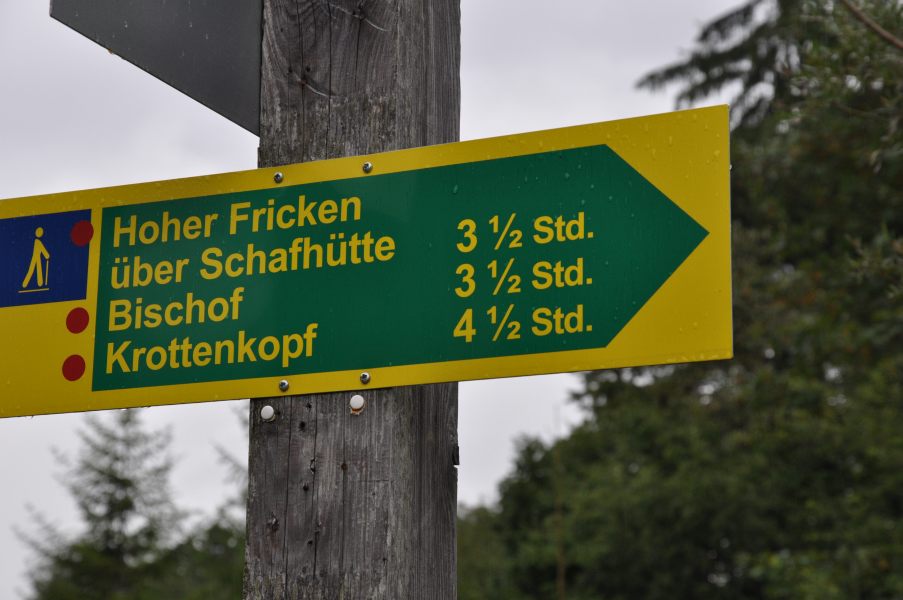 Hoher Fricken
über Schafhütte 3 ½ Std.
Bischof 3 ½ Std.
Krottenkopf 4 ½ Std.